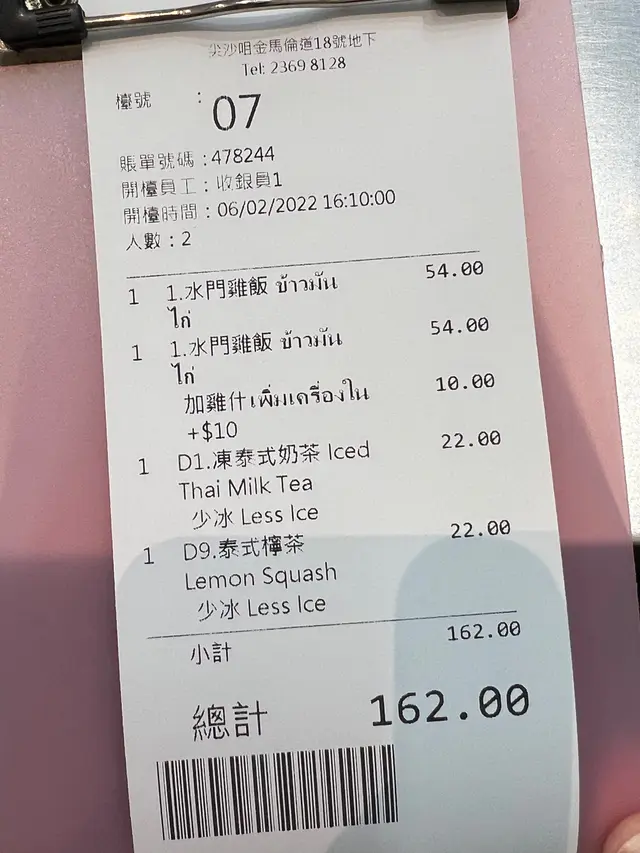 尖沙咀金馬倫道18號地下
Tel: 2369 8128
檯號 : 07
賬單號碼 : 478244
開檯員工 : 收銀員1
開檯時間 : 06/02/2022 16:10:00
人數 : 2
1 1.水門雞飯 ข้าวมัน 54.00
ไก่
1 1.水門雞飯 ข้าวมัน 54.00
ไก่
加雞什 เพิ่มเครื่องใน 10.00
+$10
1 D1.凍泰式奶茶 Iced 22.00
Thai Milk Tea
少冰 Less Ice
1 D9.泰式檸茶 22.00
Lemon Squash
少冰 Less Ice
小計 162.00
總計 162.00